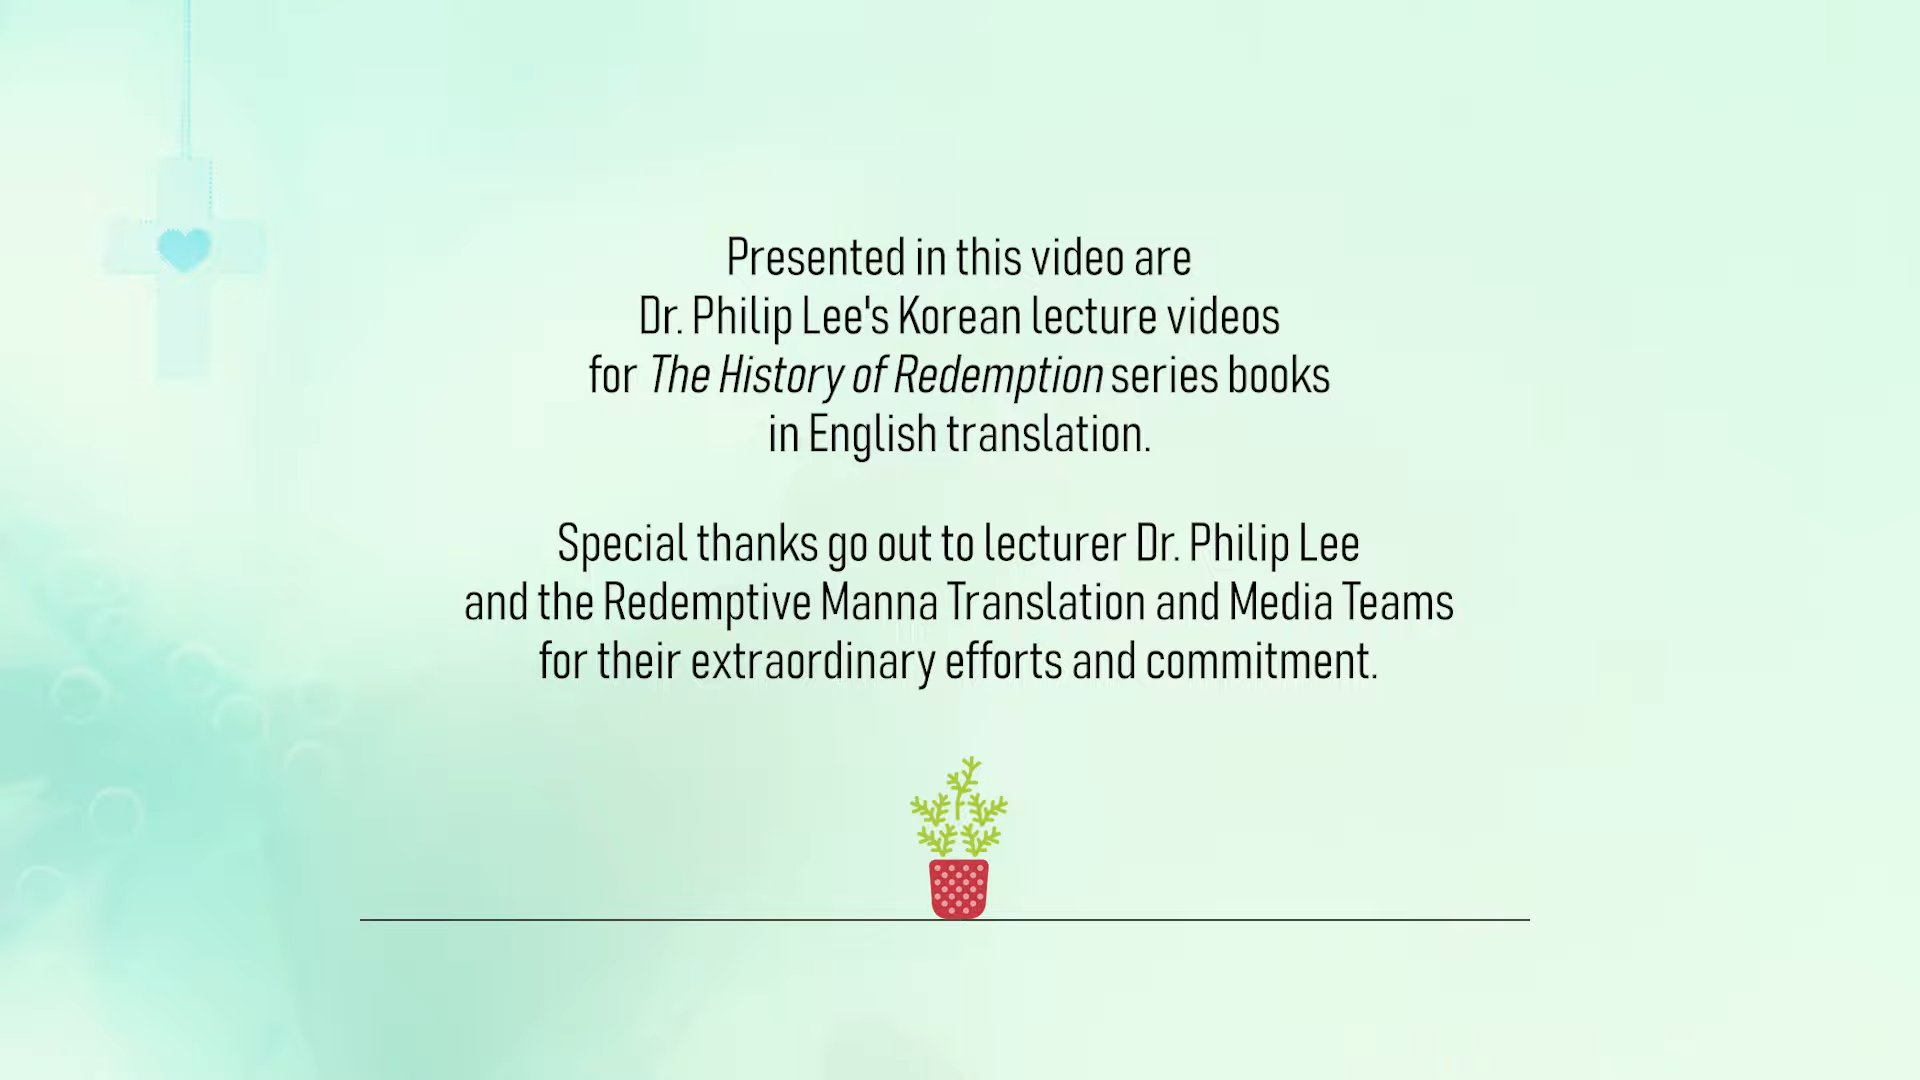 Presented in this video are
Dr. Philip Lee's Korean lecture videos
for The History of Redemption series books
in English translation.
Special thanks go out to lecturer Dr. Philip Lee
and the Redemptive Manna Translation and Media Teams
for their extraordinary efforts and commitment.